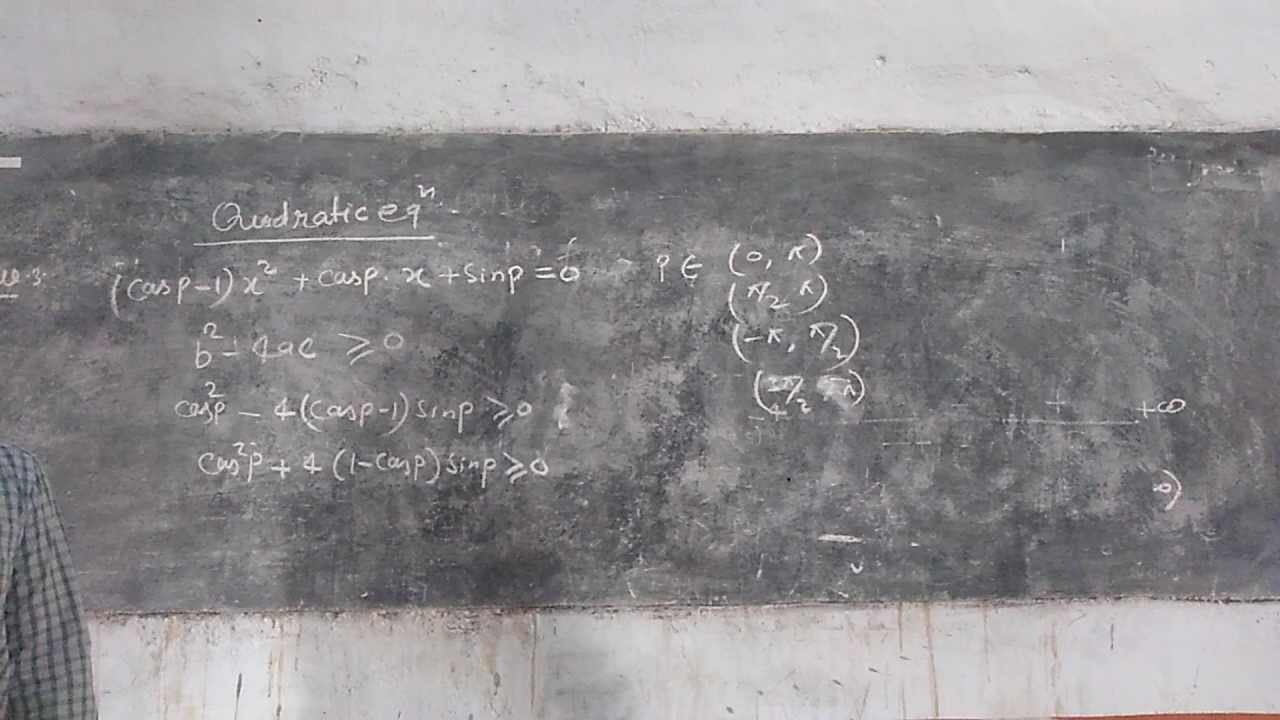 Quadratic eqn.
(cosp-1)x² + cosp. x + sinp = 0 P ∈ (0, π)
(π/2, π)
(-π, π/2)
b² - 4ac ≥ 0
cos²p - 4(cosp-1) sinp ≥ 0
+∞
cos²p + 4 (1-cosp) sinp ≥ 0